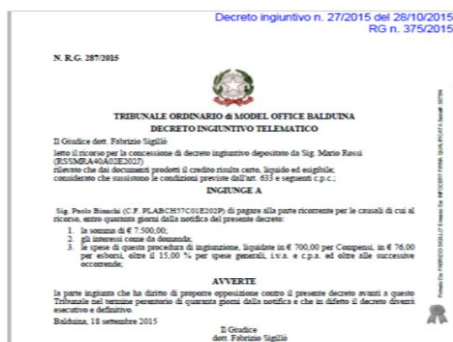 Decreto ingiuntivo n. 27/2015 del 28/10/2015
RG n. 375/2015
N. R.G. 287/2015
TRIBUNALE ORDINARIO di MODEL OFFICE BALDUINA
DECRETO INGIUNTIVO TELEMATICO
Il Giudice dott. Fabrizio Sigillò
letto il ricorso per la concessione di decreto ingiuntivo depositato da Sig. Mario Rossi
(RSSMRA40A02E202J)
rilevato che dai documenti prodotti il credito risulta certo, liquido ed esigibile;
considerato che sussistono le condizioni previste dall'art. 633 e seguenti c.p.c.;
INGIUNGE A
Sig. Paolo Bianchi (C.F. PLABCH57C01E202P) di pagare alla parte ricorrente per le causali di cui al
ricorso, entro quaranta giorni dalla notifica del presente decreto:
1. la somma di € 7.500,00;
2. gli interessi come da domanda;
3. le spese di questa procedura di ingiunzione, liquidate in € 700,00 per Compensi, in € 76,00
per esborsi, oltre il 15,00 % per spese generali, i.v.a. e c.p.a. ed oltre alle successive
occorrende;
AVVERTE
la parte ingiunta che ha diritto di proporre opposizione contro il presente decreto avanti a questo
Tribunale nel termine perentorio di quaranta giorni dalla notifica e che in difetto il decreto diverrà
esecutivo e definitivo.
Balduina, 18 settembre 2015
Il Giudice
dott. Fabrizio Sigillò